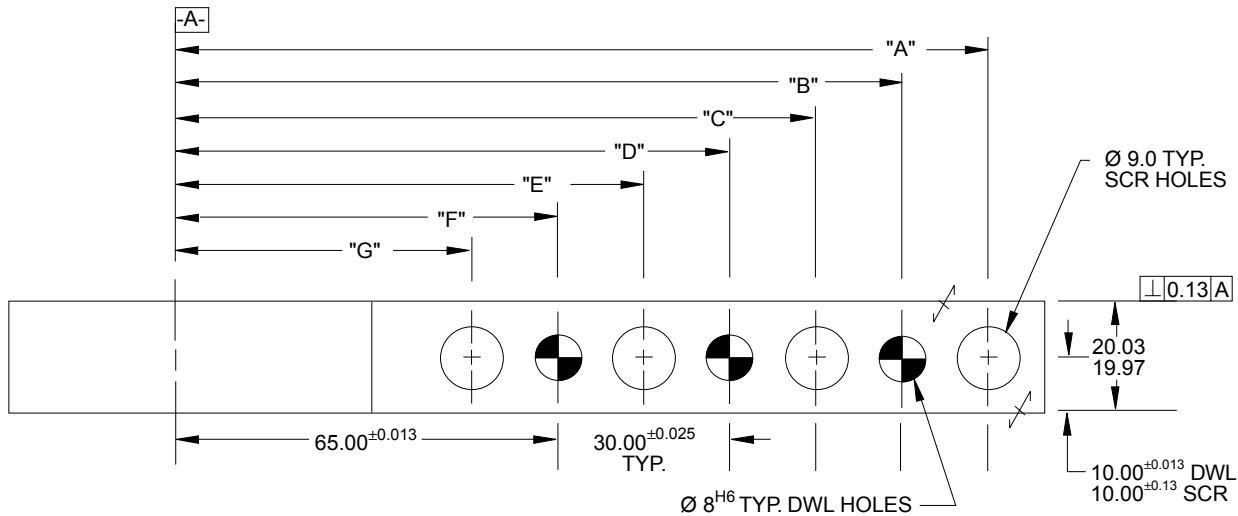 -A-
"A"
"B"
"C"
"D"
"E"
"F"
"G"
Ø 9.0 TYP.
SCR HOLES
⊥ 0.13 A
20.03
19.97
65.00±0.013
30.00±0.025
TYP.
10.00±0.013 DWL
10.00±0.13 SCR
Ø 8H6 TYP. DWL HOLES